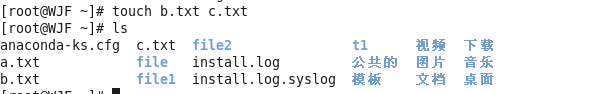 [root@WJF ~]# touch b.txt c.txt
[root@WJF ~]# ls
anaconda-ks.cfg  c.txt  file2               t1      视频  下载
a.txt            file   install.log         公共的  图片  音乐
b.txt            file1  install.log.syslog  模板    文档  桌面
[root@WJF ~]#